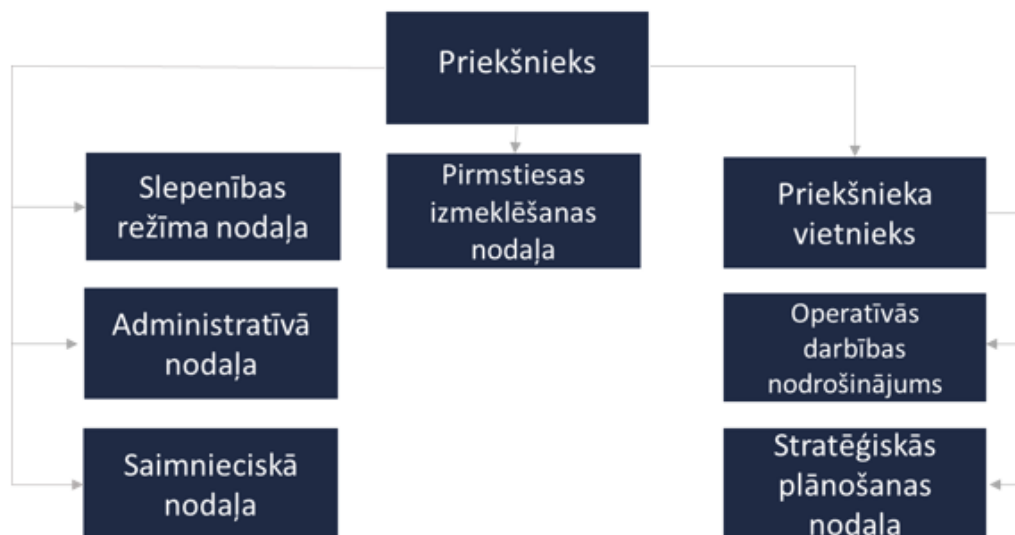 Priekšnieks
Slepenības
režīma nodaļa
Pirmstiesas
izmeklēšanas
nodaļa
Priekšnieka
vietnieks
Administratīvā
nodaļa
Operatīvās
darbības
nodrošinājums
Saimnieciskā
nodaļa
Stratēģiskās
plānošanas
nodaļa